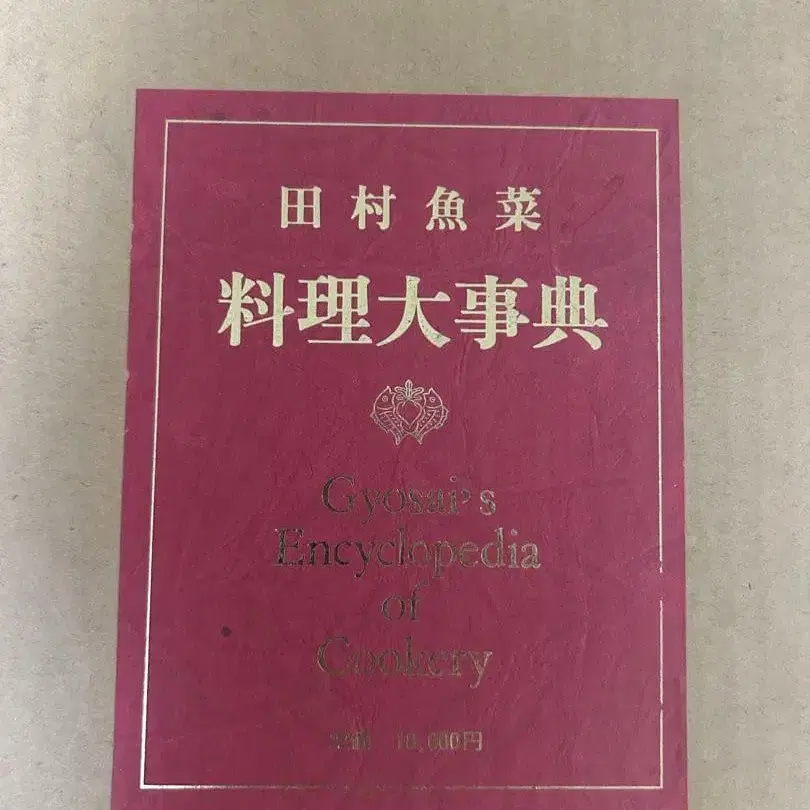 田村魚菜
料理大事典
Gyosai's
Encyclopedia
of
Cookery
10,000円